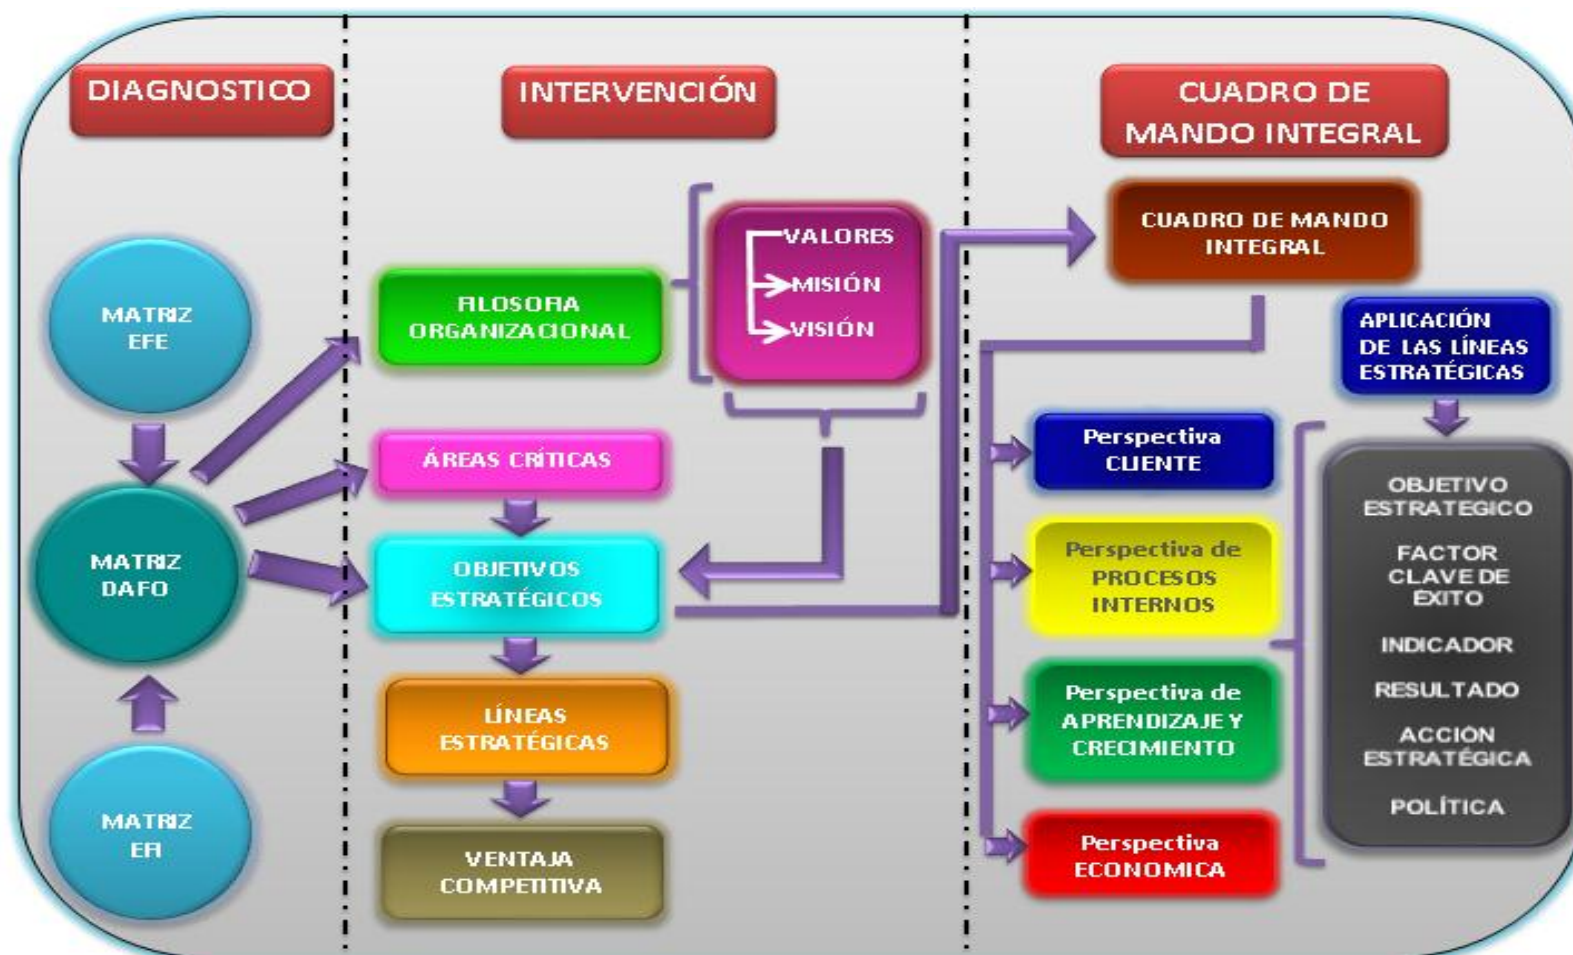 DIAGNOSTICO
MATRIZ
EFE
MATRIZ
DAFO
MATRIZ
EFI
INTERVENCIÓN
FILOSOFIA
ORGANIZACIONAL
VALORES
MISIÓN
VISIÓN
ÁREAS CRÍTICAS
OBJETIVOS
ESTRATÉGICOS
LÍNEAS
ESTRATÉGICAS
VENTAJA
COMPETITIVA
CUADRO DE
MANDO INTEGRAL
CUADRO DE MANDO
INTEGRAL
APLICACIÓN
DE LAS LÍNEAS
ESTRATÉGICAS
Perspectiva
CLIENTE
Perspectiva de
PROCESOS
INTERNOS
Perspectiva de
APRENDIZAJE Y
CRECIMIENTO
Perspectiva
ECONOMICA
OBJETIVO
ESTRATEGICO
FACTOR
CLAVE DE
ÉXITO
INDICADOR
RESULTADO
ACCIÓN
ESTRATÉGICA
POLÍTICA